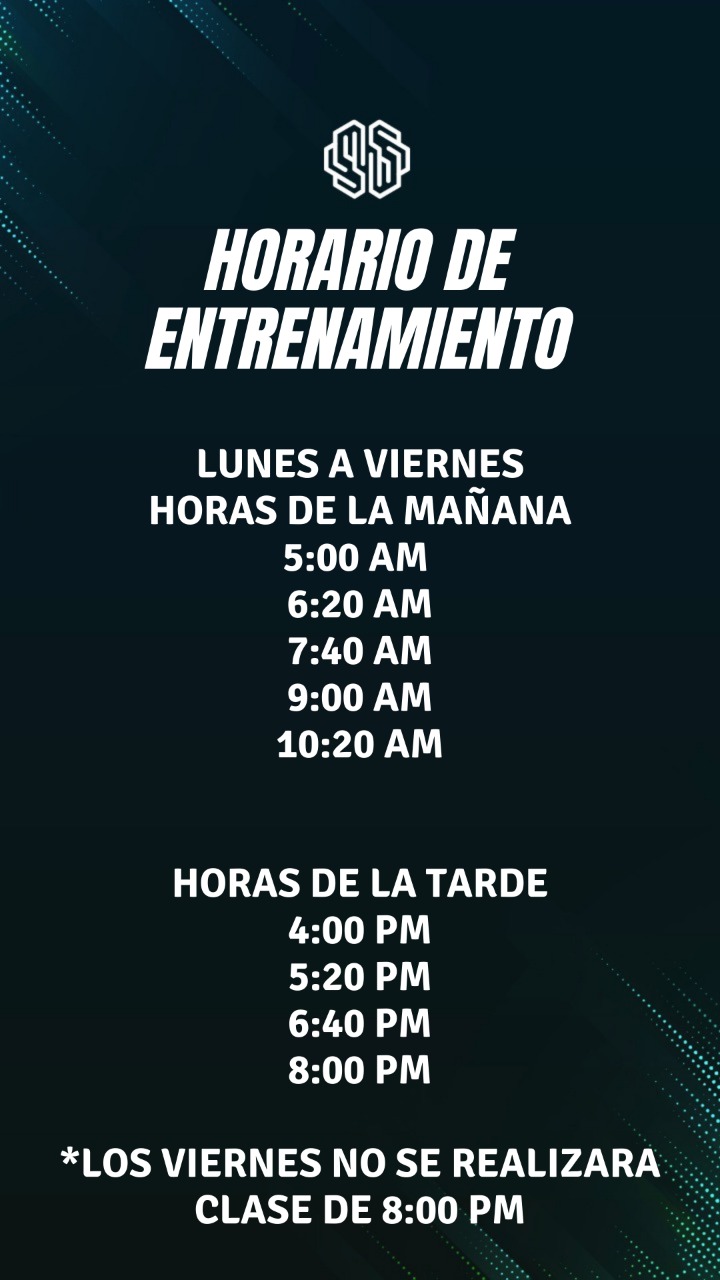 HORARIO DE
ENTRENAMIENTO
LUNES A VIERNES
HORAS DE LA MAÑANA
5:00 AM
6:20 AM
7:40 AM
9:00 AM
10:20 AM
HORAS DE LA TARDE
4:00 PM
5:20 PM
6:40 PM
8:00 PM
*LOS VIERNES NO SE REALIZARA
CLASE DE 8:00 PM